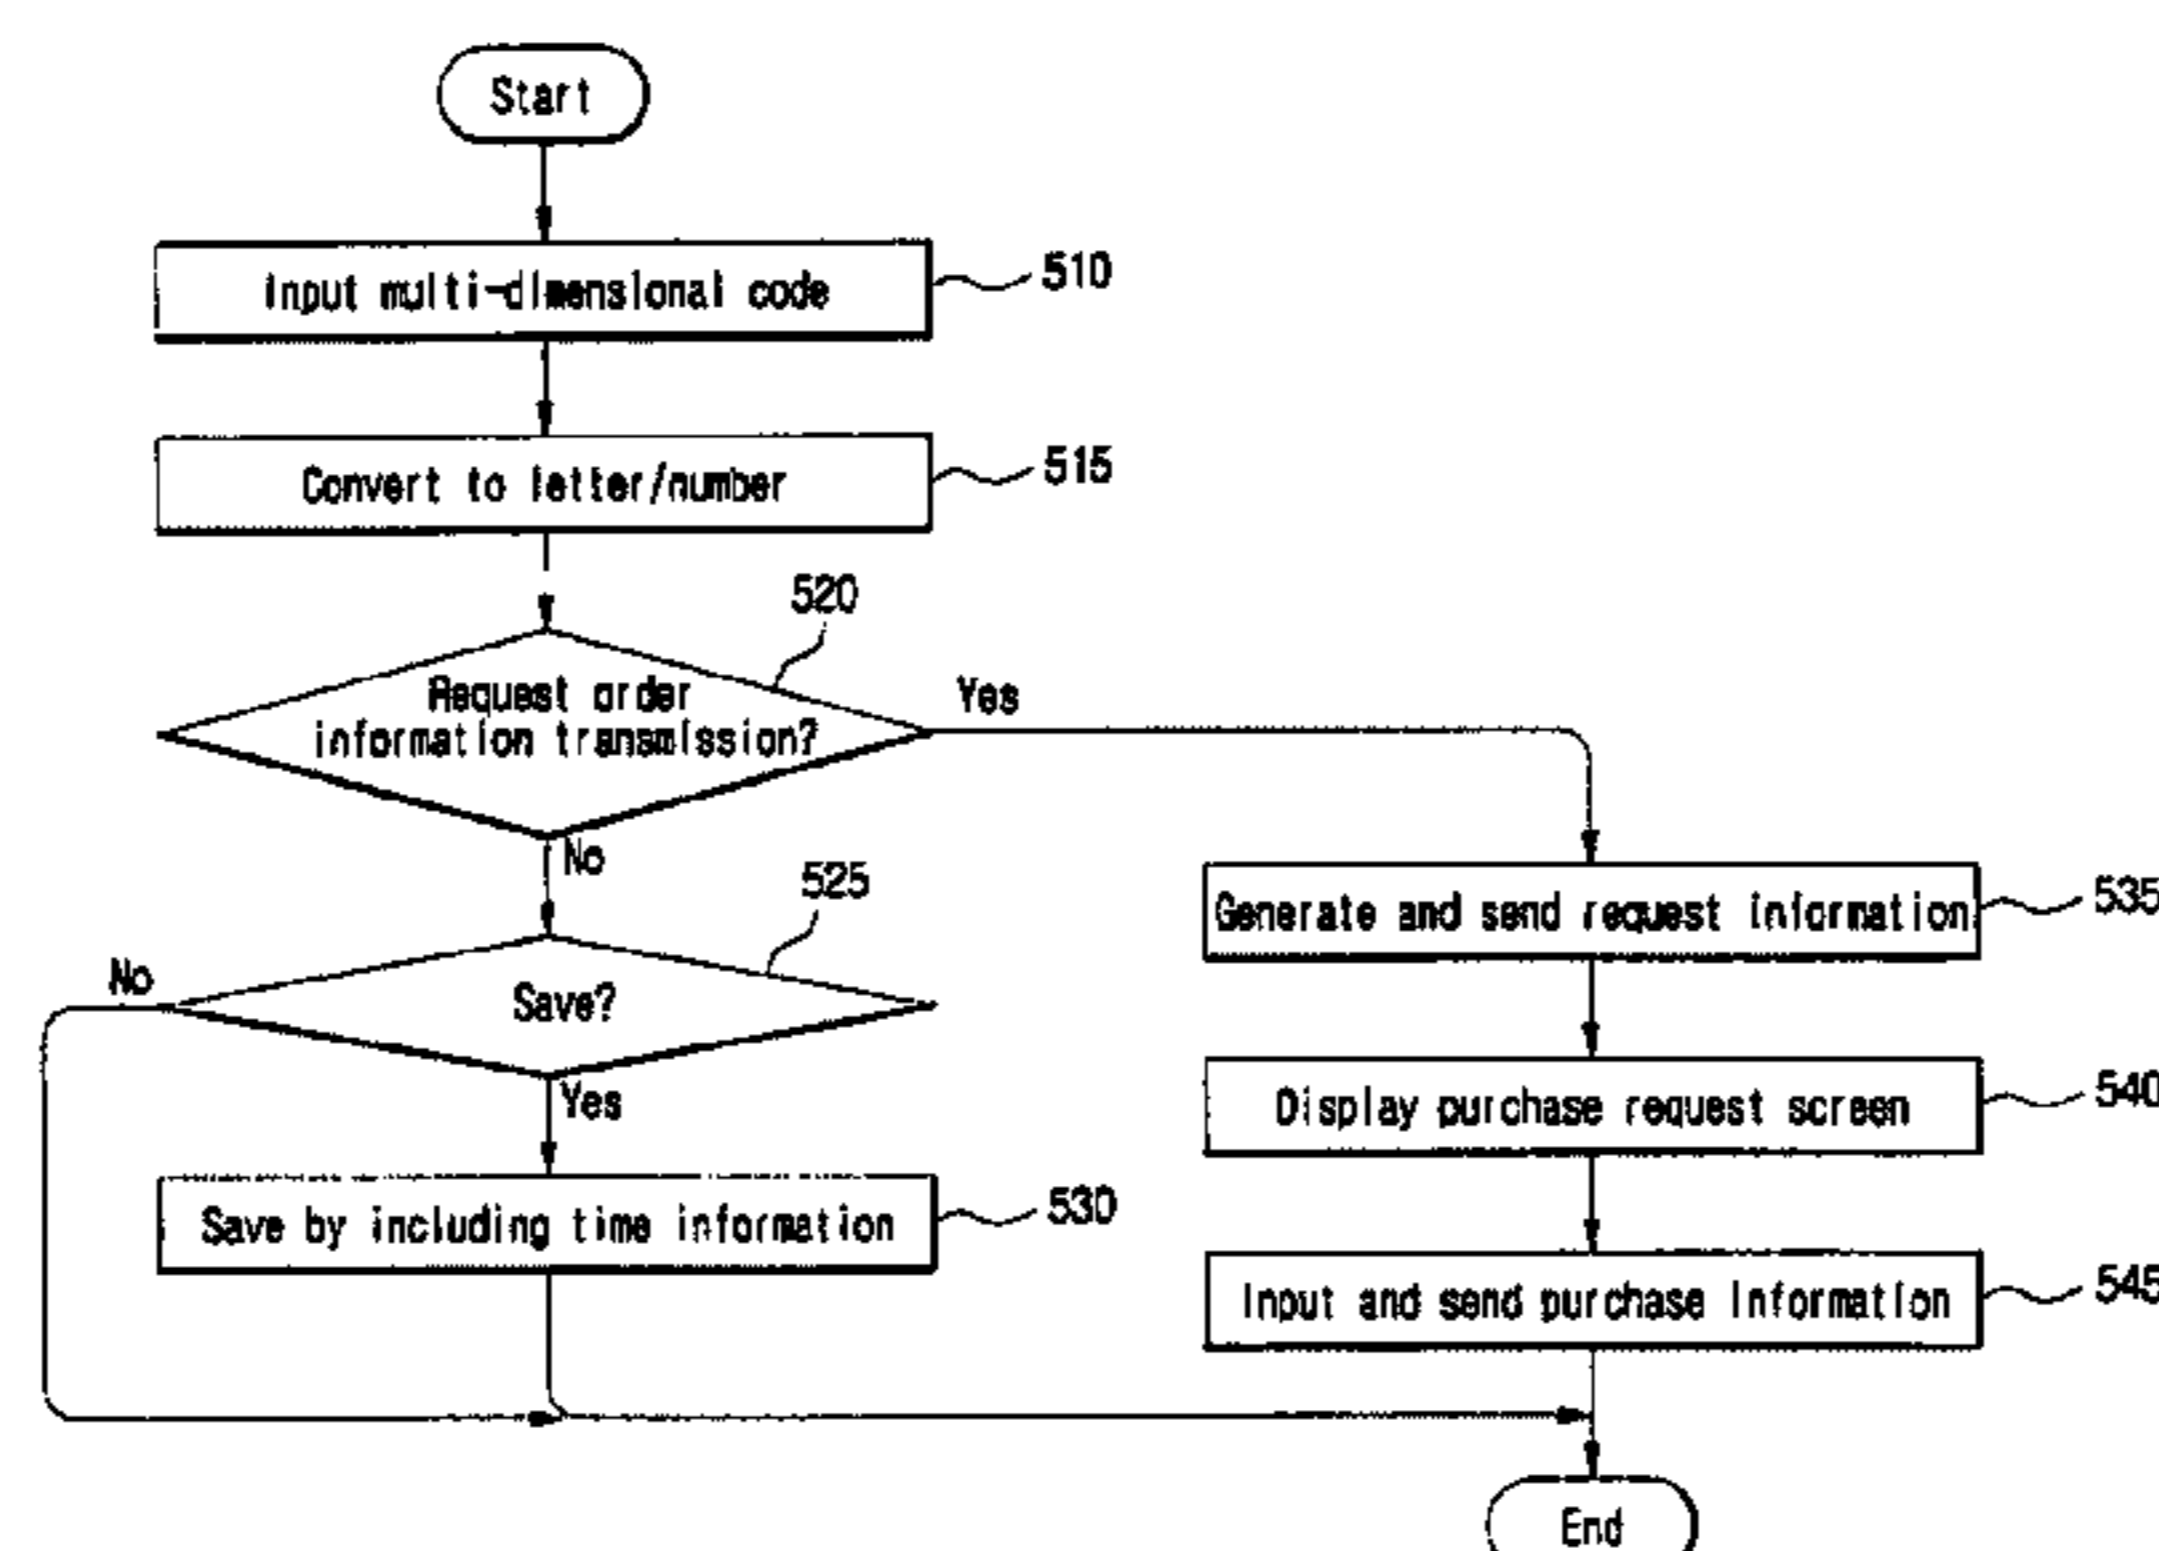 Start
Input multi-dimensional code
510
Convert to letter/number
515
520
Request order
information transmission?
Yes
No
525
No
Save?
Yes
Save by including time information
530
Generate and send request information
535
Display purchase request screen
540
Input and send purchase information
545
End